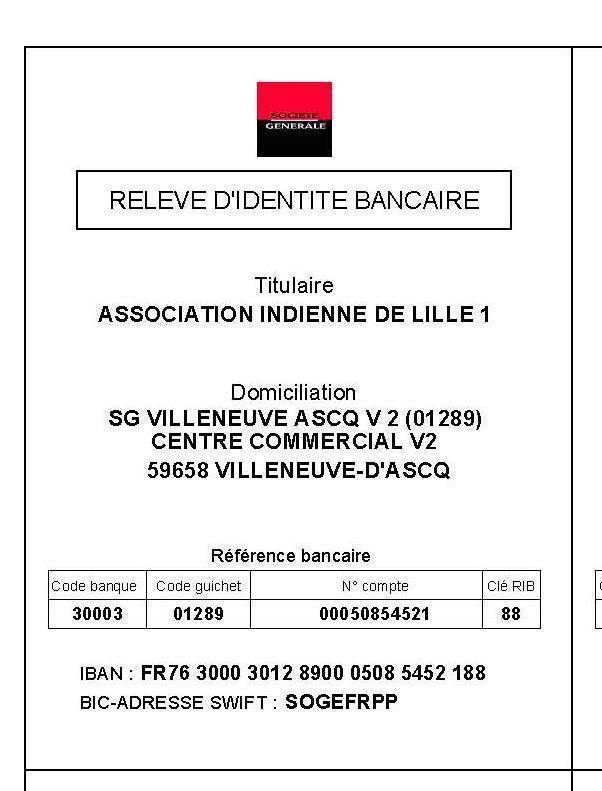 SOCIETE
GENERALE
RELEVE D'IDENTITE BANCAIRE
Titulaire
ASSOCIATION INDIENNE DE LILLE 1
Domiciliation
SG VILLENEUVE ASCQ V 2 (01289)
CENTRE COMMERCIAL V2
59658 VILLENEUVE-D'ASCQ
Référence bancaire
Code banque Code guichet N° compte Clé RIB
30003 01289 00050854521 88
IBAN : FR76 3000 3012 8900 0508 5452 188
BIC-ADRESSE SWIFT : SOGEFRPP